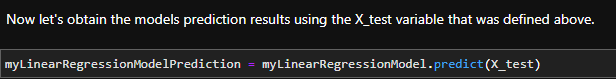 Now let's obtain the models prediction results using the X_test variable that was defined above.
myLinearRegressionModelPrediction = myLinearRegressionModel.predict(X_test)